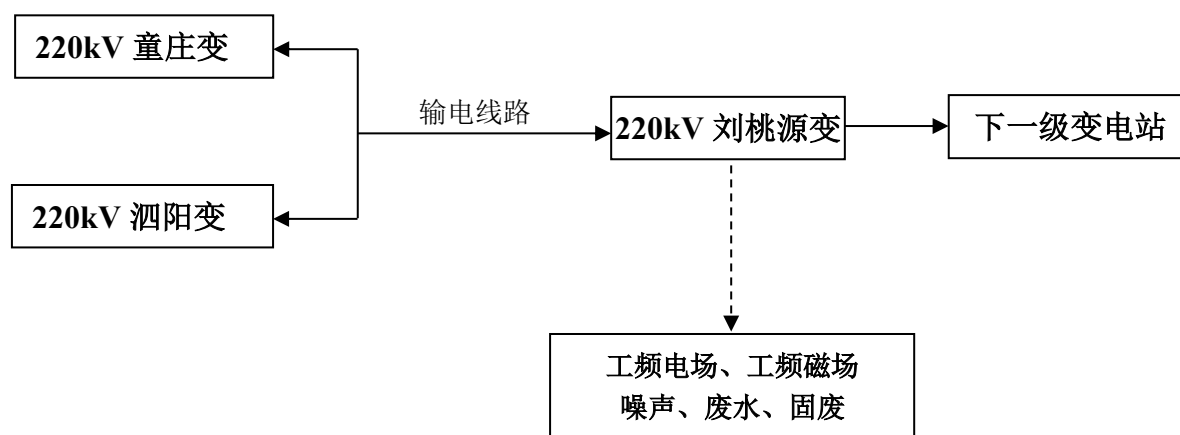 220kV 童庄变
输电线路
220kV 刘桃源变
下一级变电站
220kV 泗阳变
工频电场、工频磁场
噪声、废水、固废